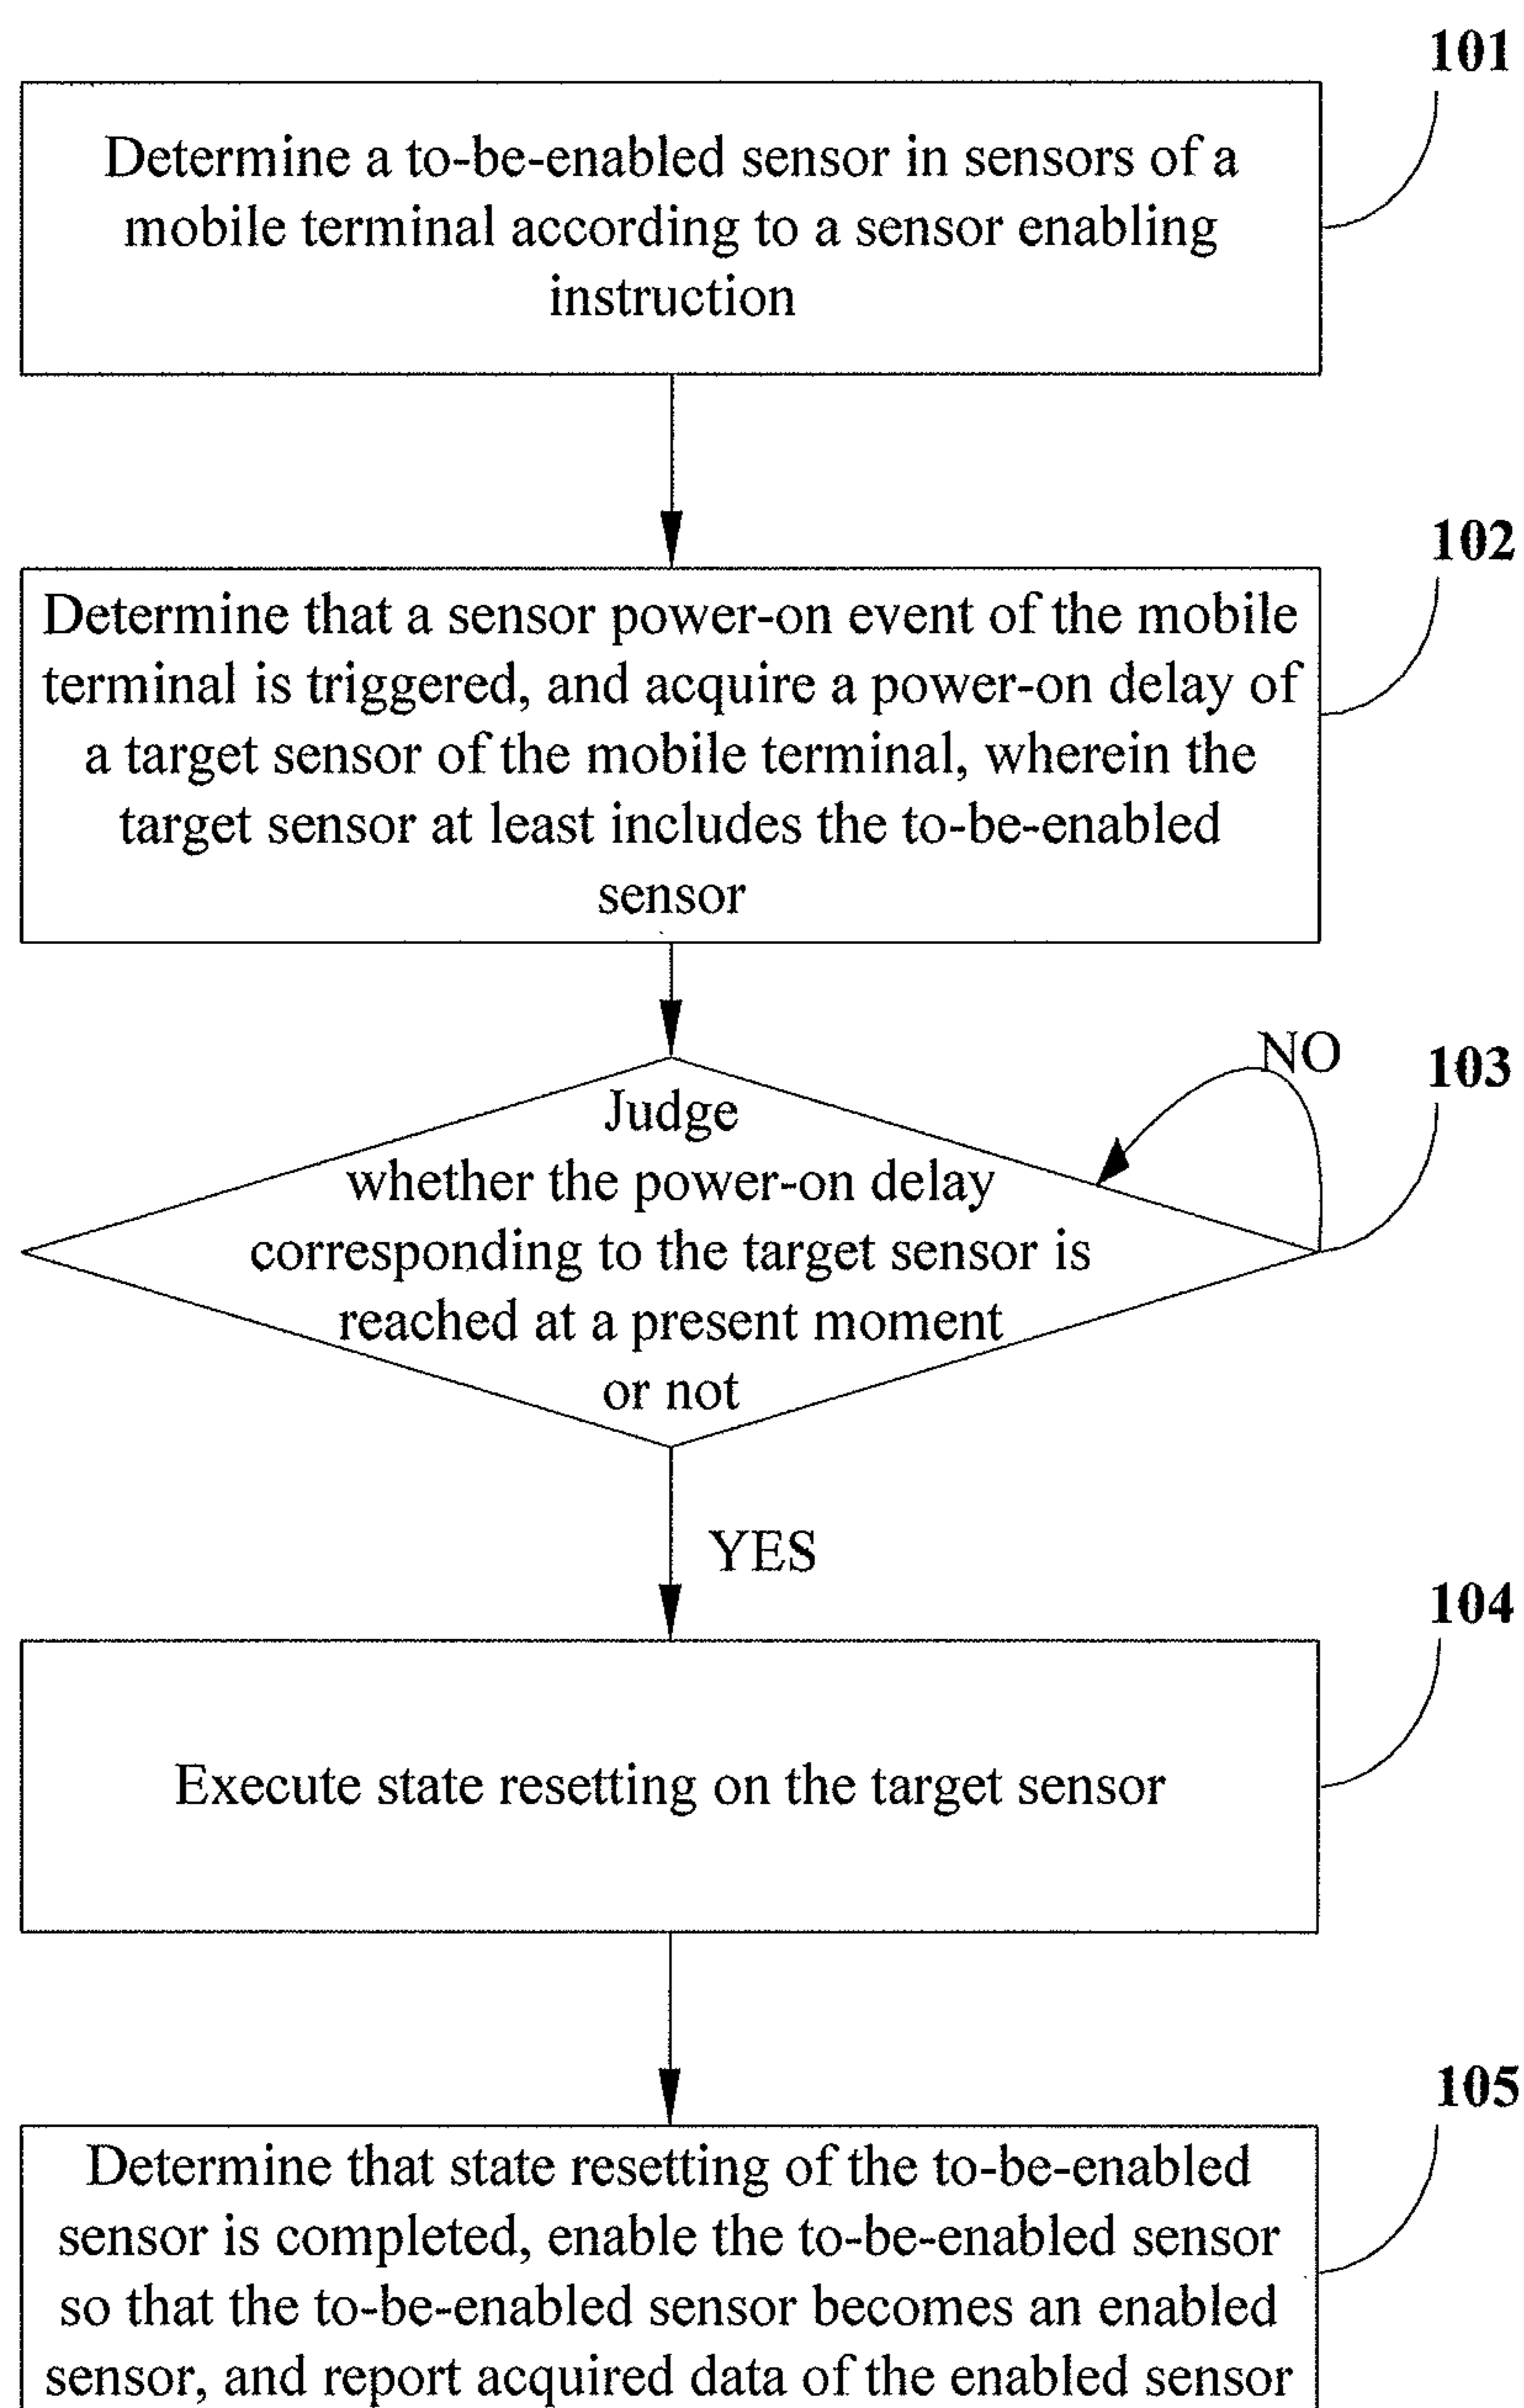 101
Determine a to-be-enabled sensor in sensors of a
mobile terminal according to a sensor enabling
instruction
102
Determine that a sensor power-on event of the mobile
terminal is triggered, and acquire a power-on delay of
a target sensor of the mobile terminal, wherein the
target sensor at least includes the to-be-enabled
sensor
NO
103
Judge
whether the power-on delay
corresponding to the target sensor is
reached at a present moment
or not
YES
104
Execute state resetting on the target sensor
105
Determine that state resetting of the to-be-enabled
sensor is completed, enable the to-be-enabled sensor
so that the to-be-enabled sensor becomes an enabled
sensor, and report acquired data of the enabled sensor